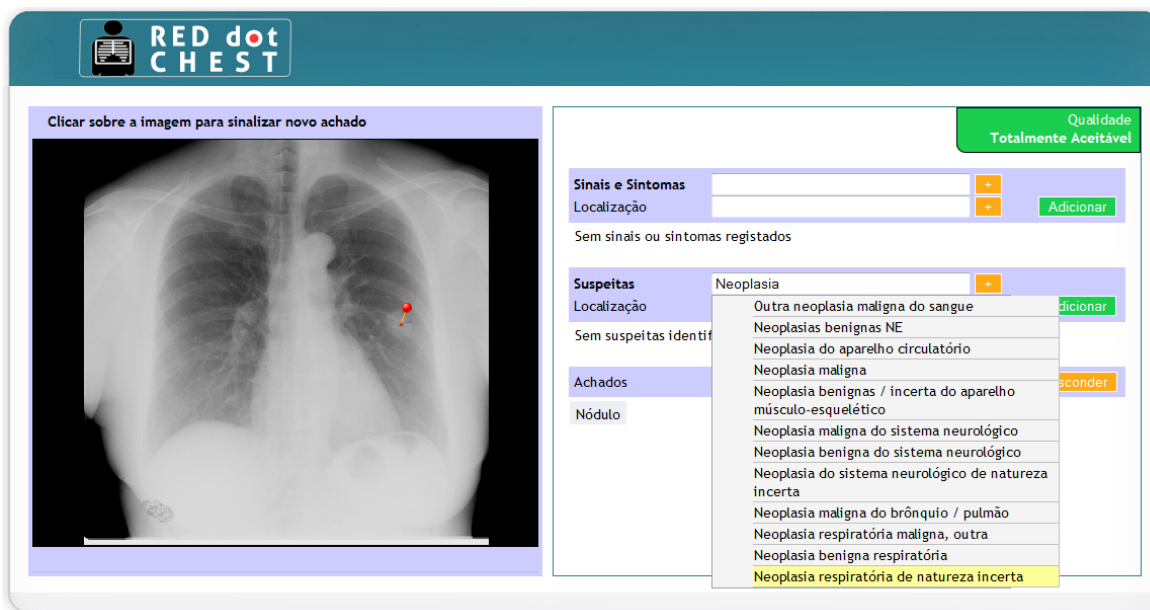 RED dot
CHEST
Clicar sobre a imagem para sinalizar novo achado
Qualidade
Totalmente Aceitável
Sinais e Sintomas +
Localização + Adicionar
Sem sinais ou sintomas registados
Suspeitas Neoplasia +
Localização dicionar
Sem suspeitas identif
Achados sconder
Nódulo
Outra neoplasia maligna do sangue
Neoplasias benignas NE
Neoplasia do aparelho circulatório
Neoplasia maligna
Neoplasia benignas / incerta do aparelho
músculo-esquelético
Neoplasia maligna do sistema neurológico
Neoplasia benigna do sistema neurológico
Neoplasia do sistema neurológico de natureza
incerta
Neoplasia maligna do brônquio / pulmão
Neoplasia respiratória maligna, outra
Neoplasia benigna respiratória
Neoplasia respiratória de natureza incerta